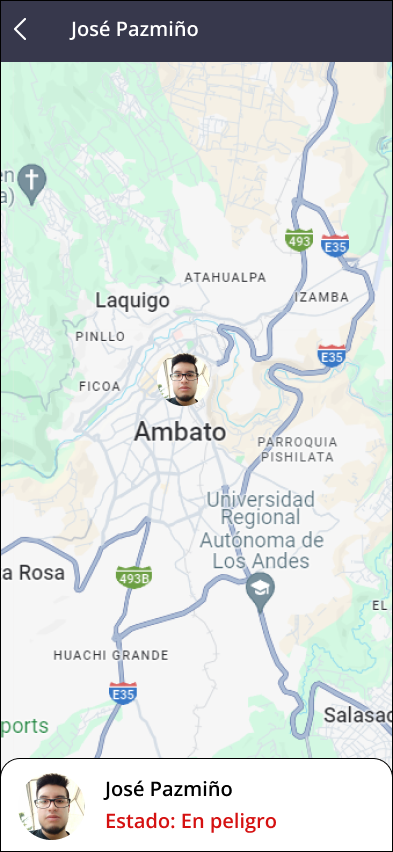 José Pazmiño
en
a)
493
E35
ATAHUALPA
Laquigo
IZAMBA
PINLLO
E35
FICOA
Ambato
PARROQUIA
PISHILATA
Universidad
Regional
Autónoma de
Los Andes
a Rosa
493B
EL
HUACHI GRANDE
E35
Salasac
ports
José Pazmiño
Estado: En peligro